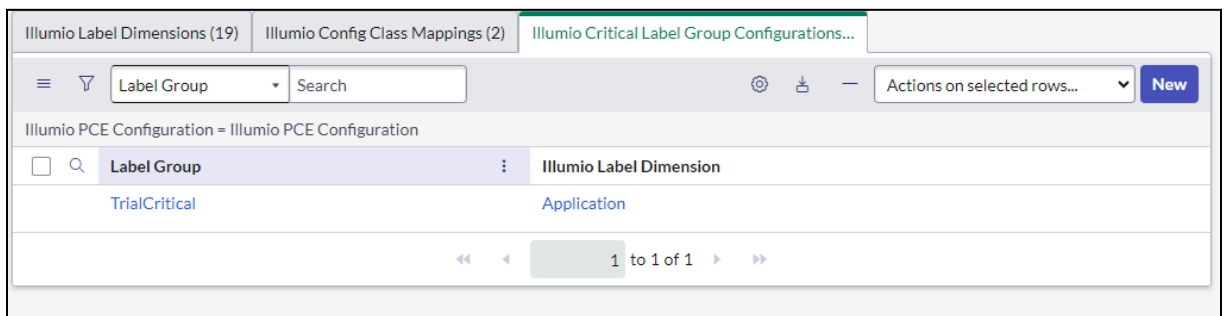 Illumio Label Dimensions (19) Illumio Config Class Mappings (2) Illumio Critical Label Group Configurations...
Label Group Search Actions on selected rows... New
Illumio PCE Configuration = Illumio PCE Configuration
Label Group Illumio Label Dimension
TrialCritical Application
1 to 1 of 1